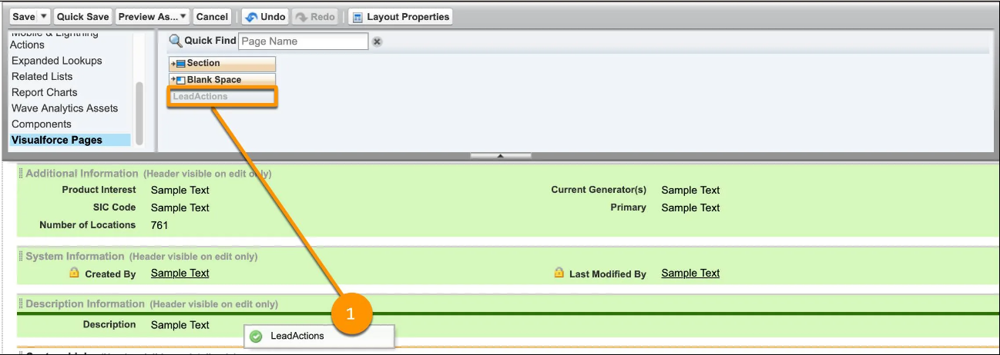 Save Quick Save Preview As... Cancel Undo Redo Layout Properties
Mobile & Lightning
Actions
Expanded Lookups
Related Lists
Report Charts
Wave Analytics Assets
Components
Visualforce Pages
Quick Find Page Name
Section
Blank Space
LeadActions
Additional Information (Header visible on edit only)
Product Interest Sample Text Current Generator(s) Sample Text
SIC Code Sample Text Primary Sample Text
Number of Locations 761
System Information (Header visible on edit only)
Created By Sample Text Last Modified By Sample Text
Description Information (Header visible on edit only)
Description Sample Text
1
LeadActions